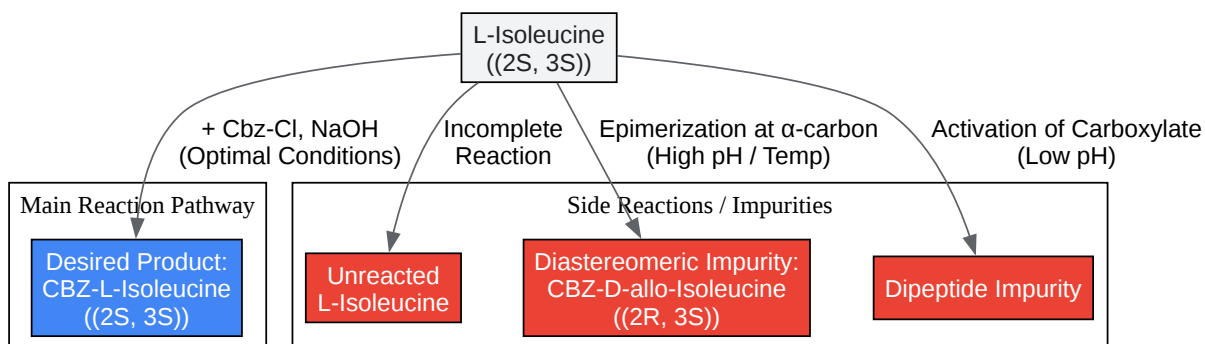 L-Isoleucine
((2S, 3S))
+ Cbz-Cl, NaOH
(Optimal Conditions)
Incomplete
Reaction
Epimerization at α-carbon
(High pH / Temp)
Activation of Carboxylate
(Low pH)
Main Reaction Pathway
Side Reactions / Impurities
Desired Product:
CBZ-L-Isoleucine
((2S, 3S))
Unreacted
L-Isoleucine
Diastereomeric Impurity:
CBZ-D-allo-Isoleucine
((2R, 3S))
Dipeptide Impurity